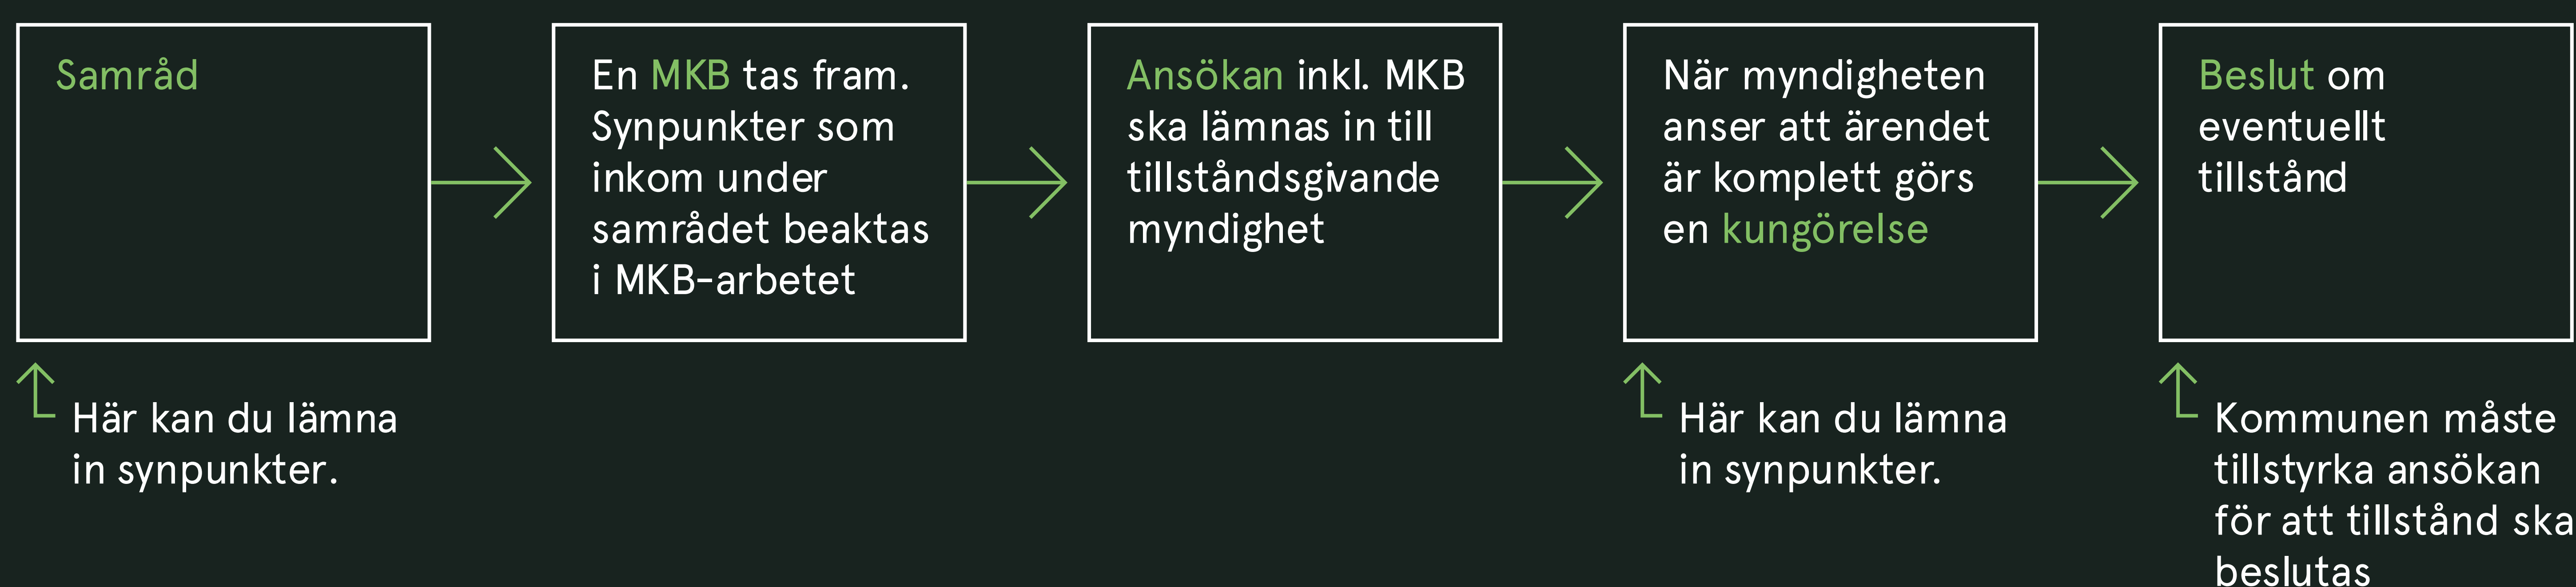 Samråd
En MKB tas fram.
Synpunkter som
inkom under
samrådet beaktas
i MKB-arbetet
Ansökan inkl. MKB
ska lämnas in till
tillståndsgivande
myndighet
När myndigheten
anser att ärendet
är komplett görs
en kungörelse
Beslut om
eventuellt
tillstånd
Här kan du lämna
in synpunkter.
Här kan du lämna
in synpunkter.
Kommunen måste
tillstyrka ansökan
för att tillstånd ska
beslutas